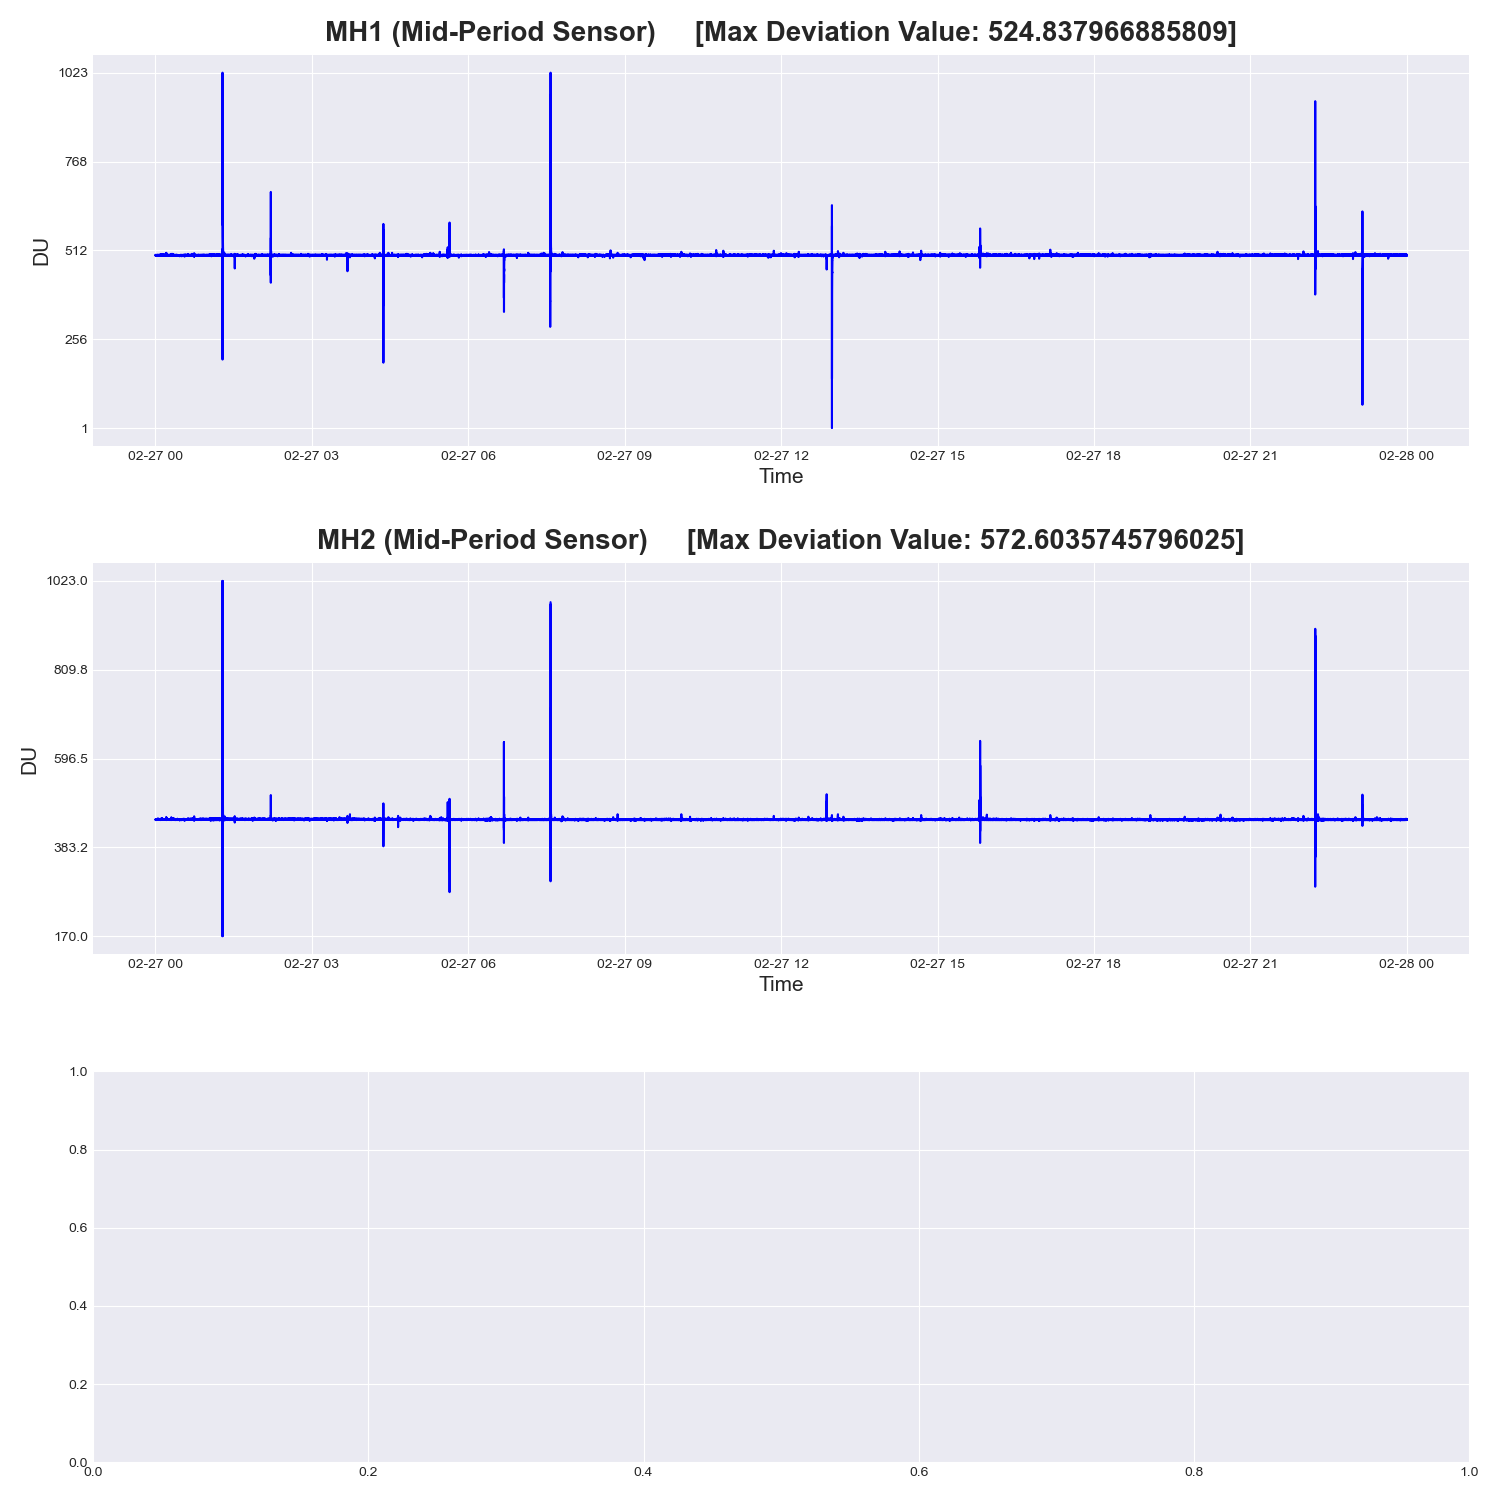 MH1 (Mid-Period Sensor) [Max Deviation Value: 524.837966885809]
1023
768
512
256
1
DU
02-27 00 02-27 03 02-27 06 02-27 09 02-27 12 02-27 15 02-27 18 02-27 21 02-28 00
Time
MH2 (Mid-Period Sensor) [Max Deviation Value: 572.6035745796025]
1023.0
809.8
596.5
383.2
170.0
DU
02-27 00 02-27 03 02-27 06 02-27 09 02-27 12 02-27 15 02-27 18 02-27 21 02-28 00
Time
1.0
0.8
0.6
0.4
0.2
0.0
0.0 0.2 0.4 0.6 0.8 1.0